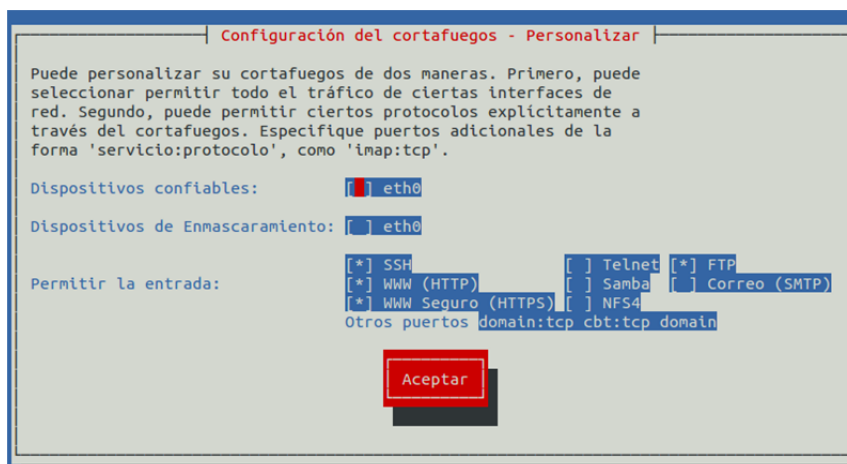 Configuración del cortafuegos - Personalizar
Puede personalizar su cortafuegos de dos maneras. Primero, puede
seleccionar permitir todo el tráfico de ciertas interfaces de
red. Segundo, puede permitir ciertos protocolos explícitamente a
través del cortafuegos. Especifique puertos adicionales de la
forma 'servicio:protocolo', como 'imap:tcp'.
Dispositivos confiables: [ ] eth0
Dispositivos de Enmascaramiento: [ ] eth0
[*] SSH [ ] Telnet [*] FTP
Permitir la entrada: [*] WWW (HTTP) [ ] Samba [ ] Correo (SMTP)
[*] WWW Seguro (HTTPS) [ ] NFS4
Otros puertos domain:tcp cbt:tcp domain
Aceptar